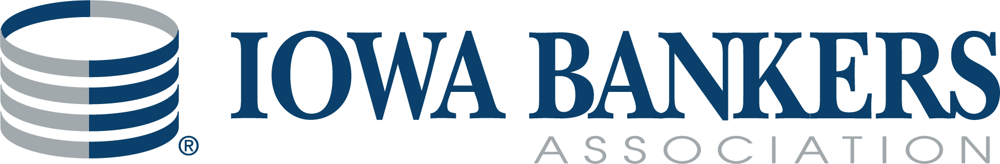 IOWA BANKERS
®
ASSOCIATION